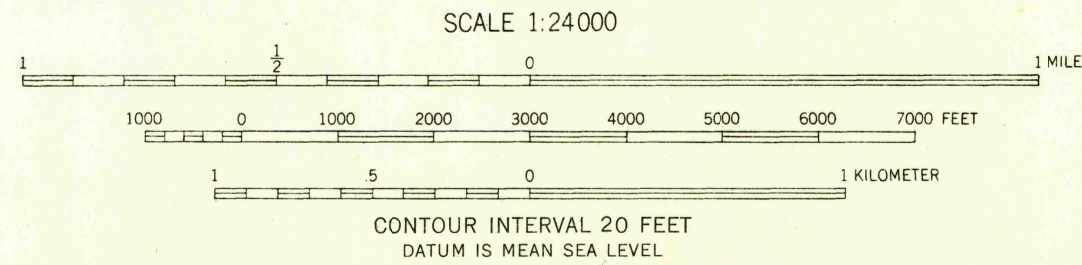 SCALE 1:24000
1 1/2 0 1 MILE
1000 0 1000 2000 3000 4000 5000 6000 7000 FEET
1 .5 0 1 KILOMETER
CONTOUR INTERVAL 20 FEET
DATUM IS MEAN SEA LEVEL